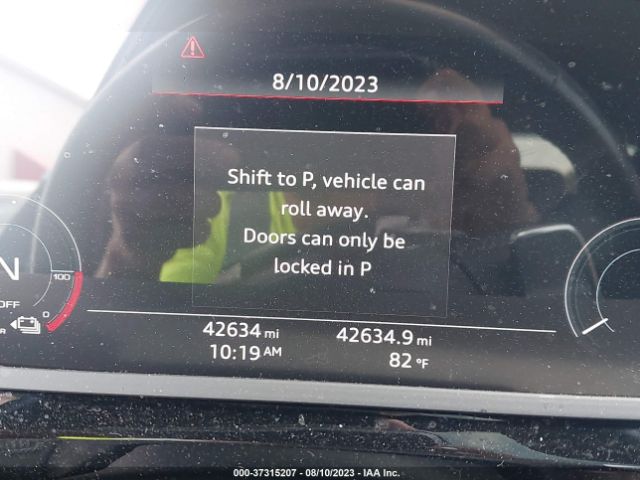 8/10/2023
Shift to P, vehicle can
roll away.
Doors can only be
locked in P
N
100
OFF
0
42634 mi
42634.9 mi
10:19 AM
82 °F
000-37315207 - 08/10/2023 - IAA Inc.